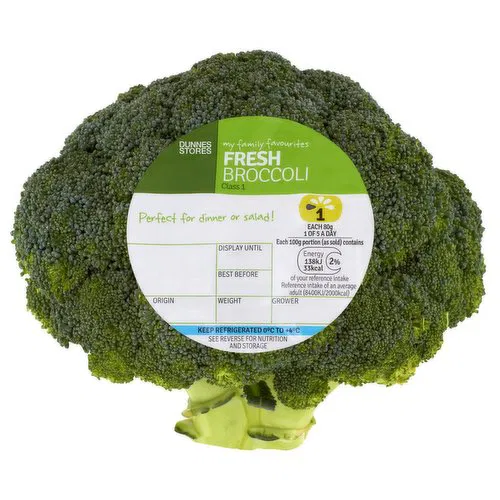 DUNNES
STORES
my family favourites
FRESH
BROCCOLI
Class 1
Perfect for dinner or salad!
1
EACH 80g
1 OF 5 A DAY
Each 100g portion (as sold) contains
Energy
138kJ
33kcal
2%
of your reference intake
Reference intake of an average
adult (8400KJ/2000kcal)
DISPLAY UNTIL
BEST BEFORE
ORIGIN
WEIGHT
GROWER
KEEP REFRIGERATED 0ºC TO +4ºC
SEE REVERSE FOR NUTRITION
AND STORAGE